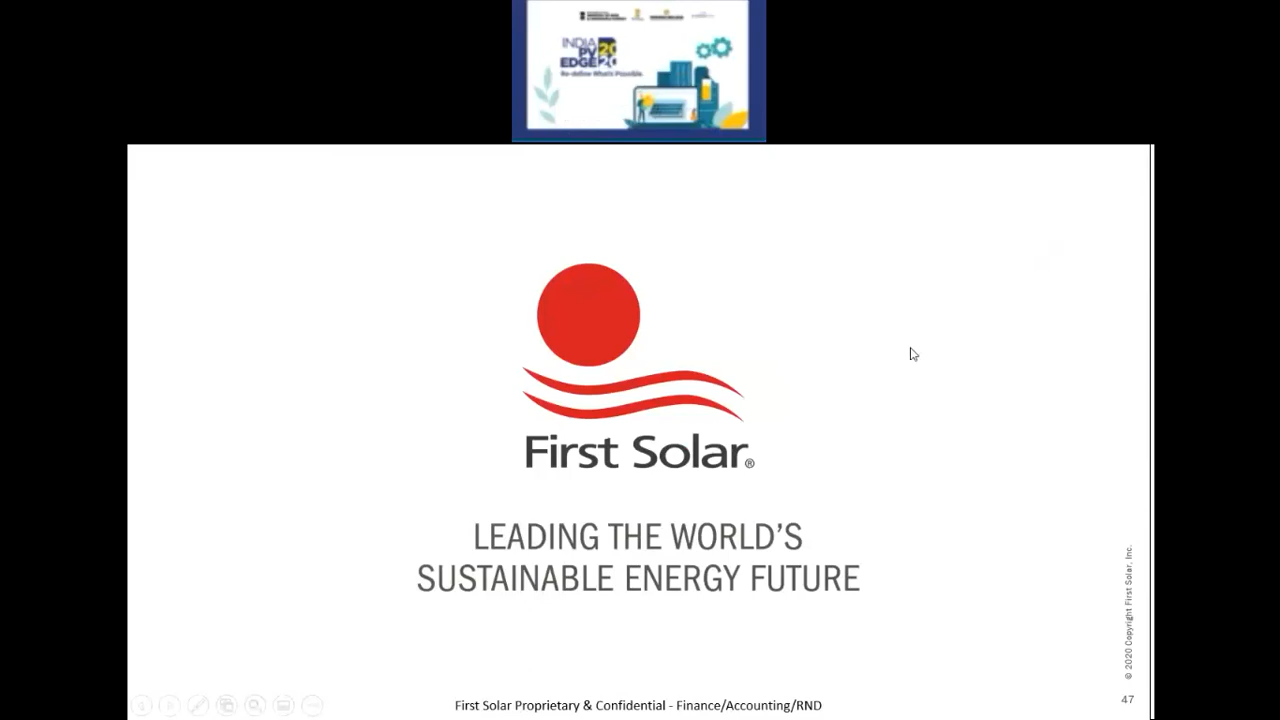 INDIA
PV 20
EDGE 20
Re-define What's Possible.
First Solar®
LEADING THE WORLD'S
SUSTAINABLE ENERGY FUTURE
© 2020 Copyright First Solar, Inc.
First Solar Proprietary & Confidential - Finance/Accounting/RND
47